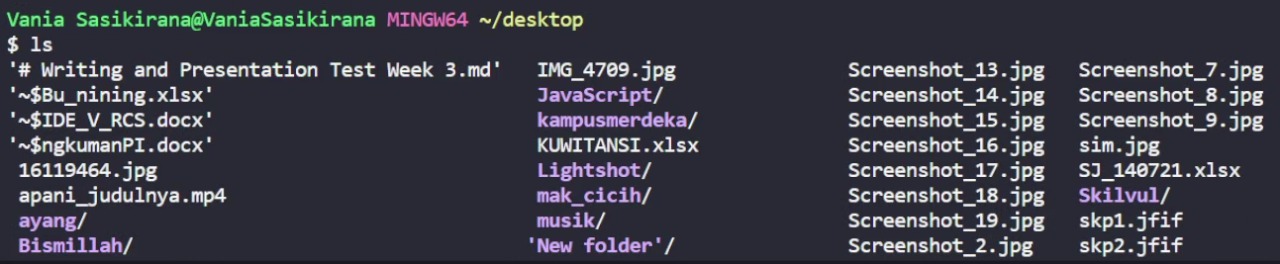 Vania Sasikirana@VaniaSasikirana MINGW64 ~/desktop
$ ls
'# Writing and Presentation Test Week 3.md'   IMG_4709.jpg   Screenshot_13.jpg   Screenshot_7.jpg
'~$Bu_nining.xlsx'   JavaScript/   Screenshot_14.jpg   Screenshot_8.jpg
'~$IDE_V_RCS.docx'   kampusmerdeka/   Screenshot_15.jpg   Screenshot_9.jpg
'~$ngkumanPI.docx'   KUWITANSI.xlsx   Screenshot_16.jpg   sim.jpg
16119464.jpg   Lightshot/   Screenshot_17.jpg   SJ_140721.xlsx
apani_judulnya.mp4   mak_cicih/   Screenshot_18.jpg   Skilvul/
ayang/   musik/   Screenshot_19.jpg   skp1.jfif
Bismillah/   'New folder'/   Screenshot_2.jpg   skp2.jfif